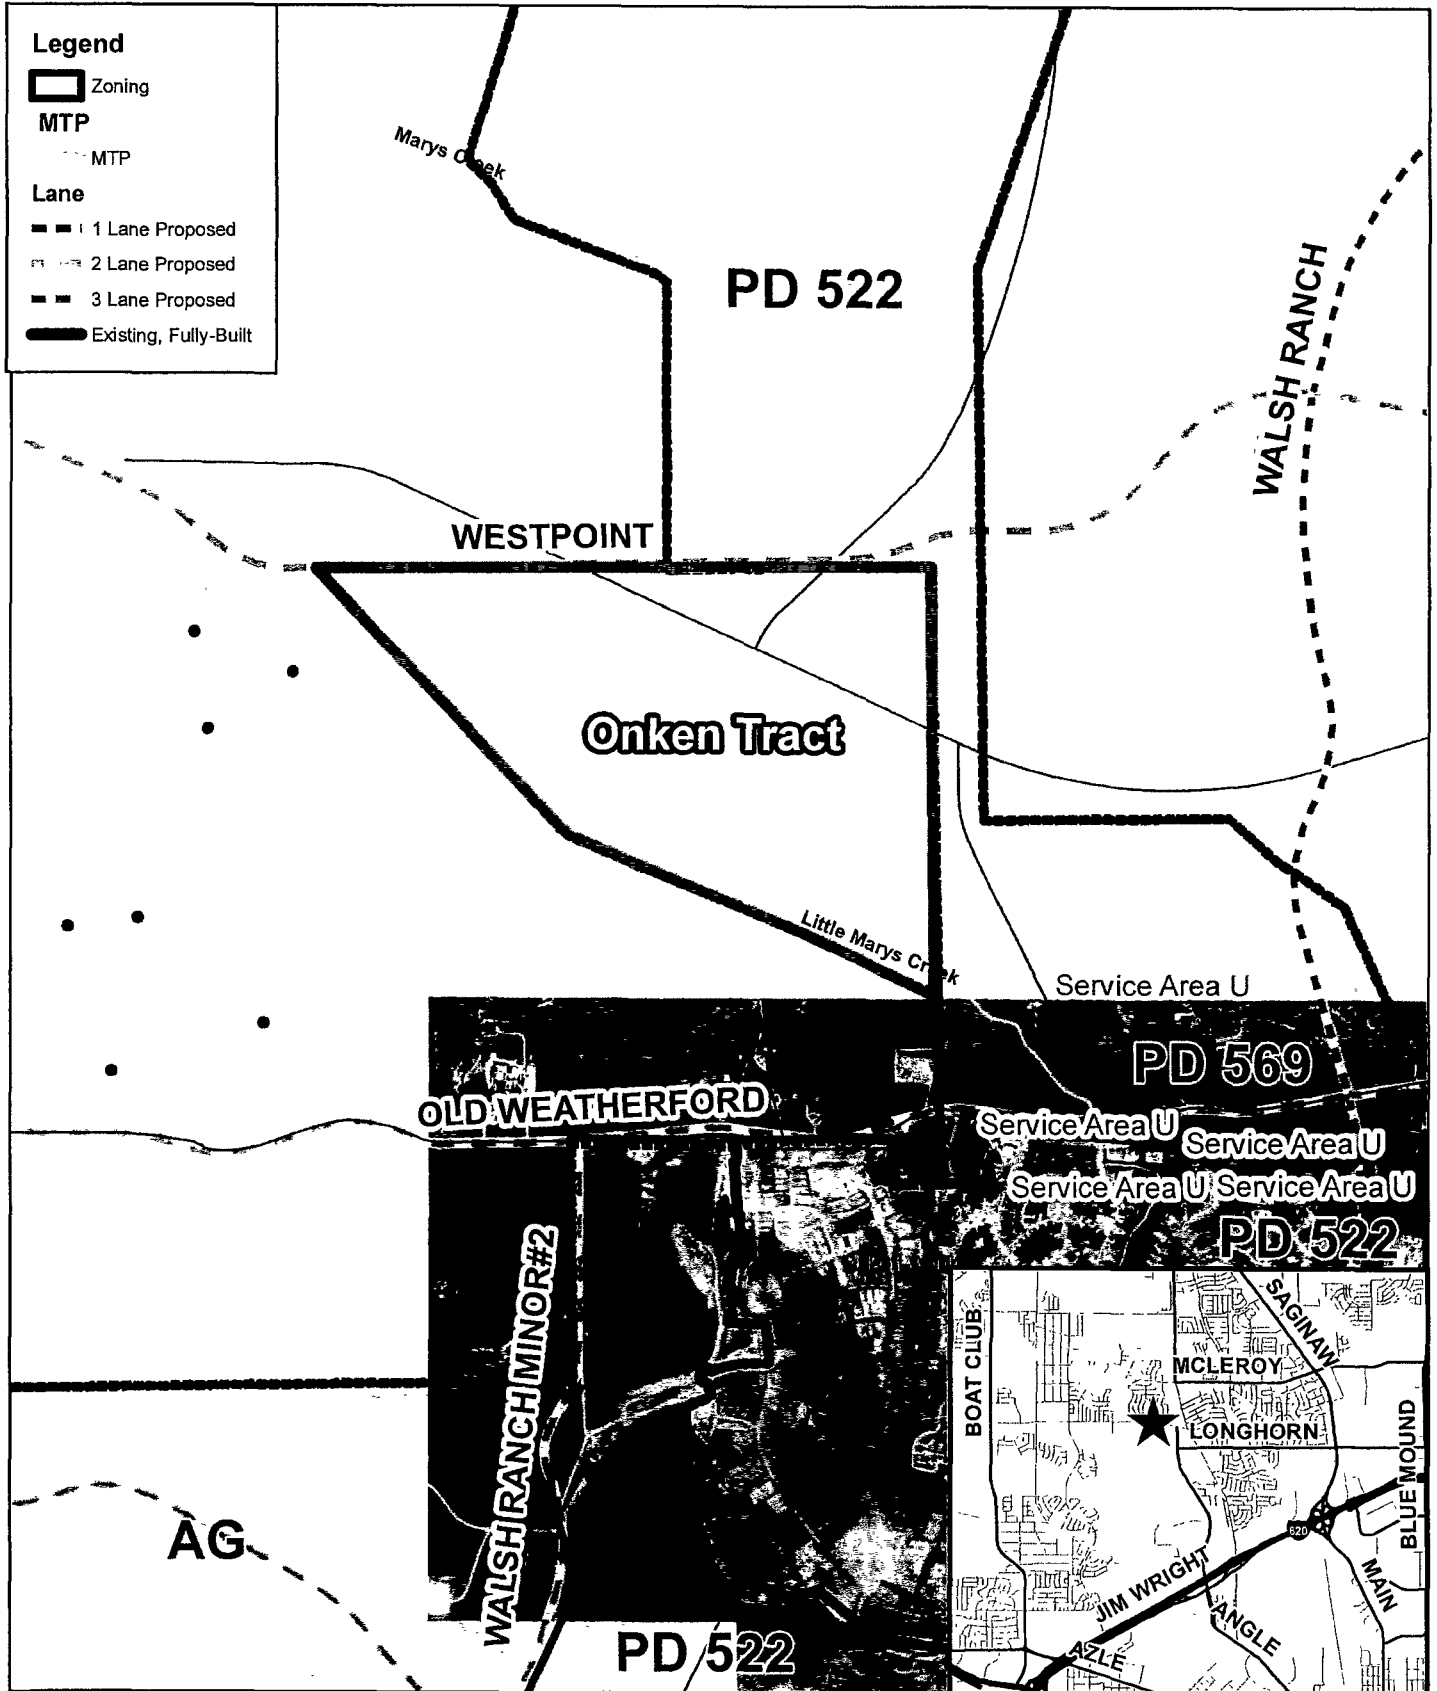 Legend
Zoning
MTP
MTP
Lane
1 Lane Proposed
2 Lane Proposed
3 Lane Proposed
Existing, Fully-Built
Marys Creek
PD 522
WALSH RANCH
WESTPOINT
Onken Tract
Little Marys Creek
Service Area U
PD 569
OLD WEATHERFORD
Service Area U
Service Area U
Service Area U
Service Area U
PD 522
WALSH RANCH MINOR#2
AG
PD 522
BOAT CLUB
SAGINAW
MCLEROY
LONGHORN
BLUE MOUND
820
JIM WRIGHT
MAIN
ANGLE
AZLE